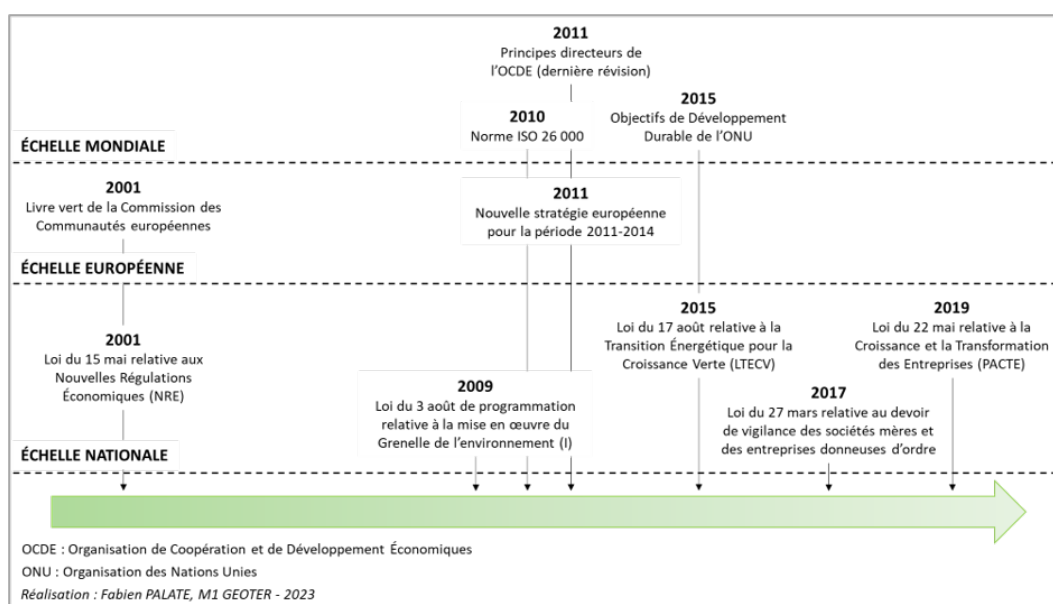 2011
Principes directeurs de
l'OCDE (dernière révision)
2010
Norme ISO 26 000
2015
Objectifs de Développement
Durable de l'ONU
ÉCHELLE MONDIALE
2001
Livre vert de la Commission des
Communautés européennes
2011
Nouvelle stratégie européenne
pour la période 2011-2014
ÉCHELLE EUROPÉENNE
2001
Loi du 15 mai relative aux
Nouvelles Régulations
Économiques (NRE)
2009
Loi du 3 août de programmation
relative à la mise en œuvre du
Grenelle de l'environnement (I)
2015
Loi du 17 août relative à la
Transition Énergétique pour la
Croissance Verte (LTECV)
2017
Loi du 27 mars relative au devoir
de vigilance des sociétés mères et
des entreprises donneuses d'ordre
2019
Loi du 22 mai relative à la
Croissance et la Transformation
des Entreprises (PACTE)
ÉCHELLE NATIONALE
OCDE : Organisation de Coopération et de Développement Économiques
ONU : Organisation des Nations Unies
Réalisation : Fabien PALATE, M1 GEOTER - 2023